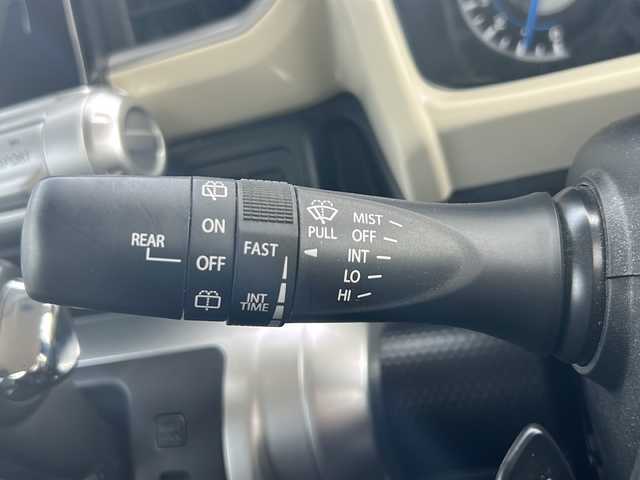 REAR
ON
OFF
FAST
INT
TIME
PULL
MIST
OFF
INT
LO
HI